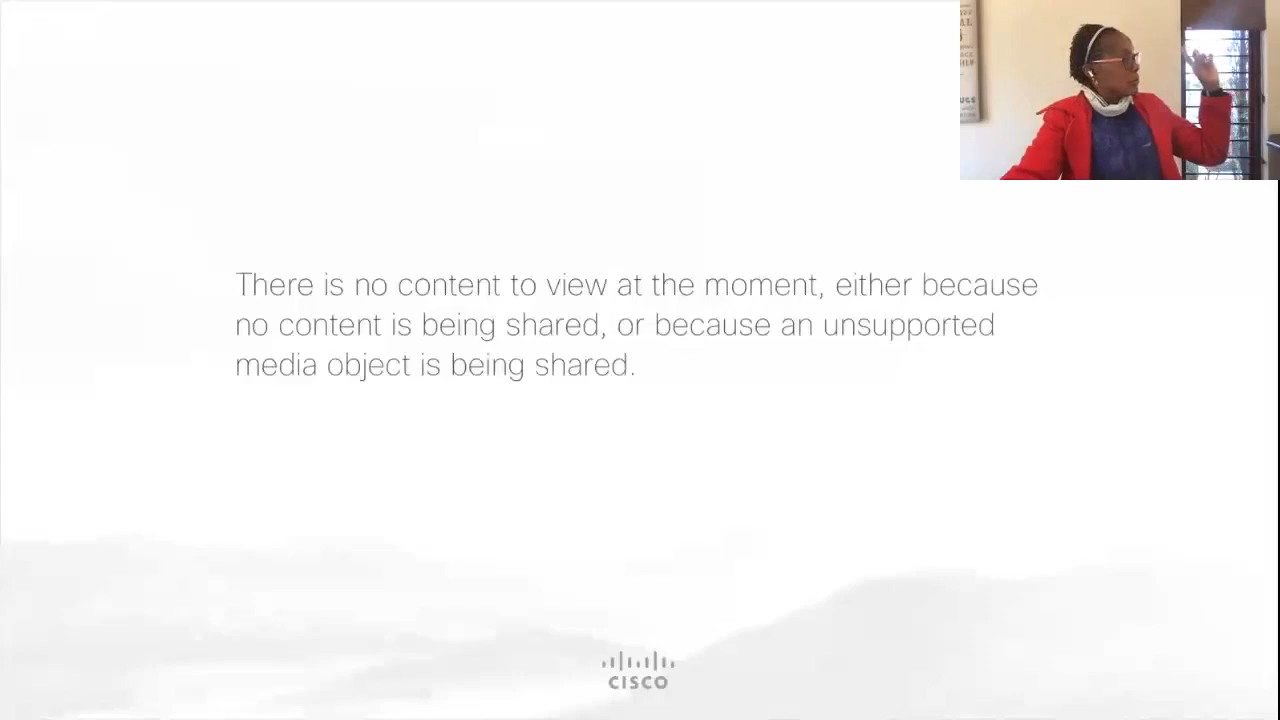 There is no content to view at the moment, either because
no content is being shared, or because an unsupported
media object is being shared.
CISCO